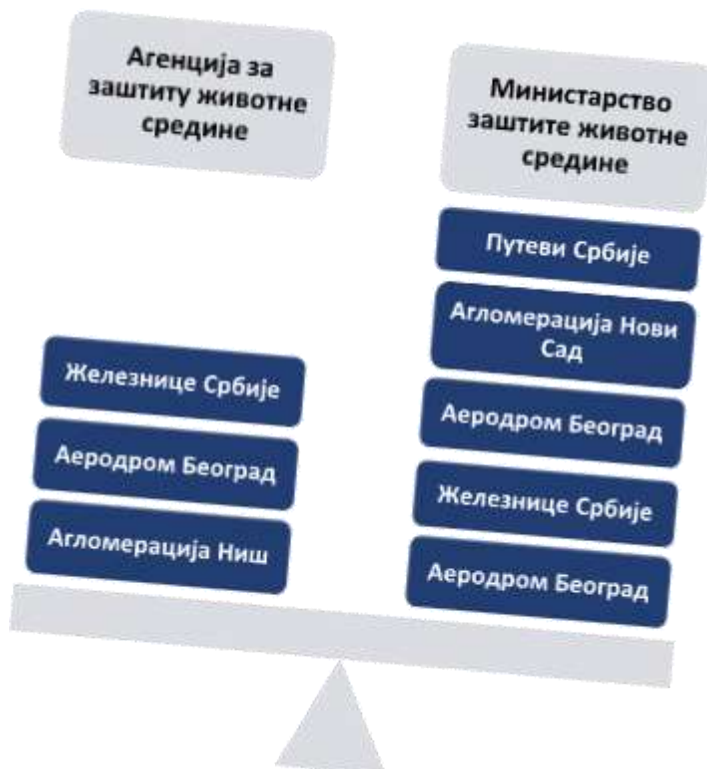 Агенција за
заштиту животне
средине
Министарство
заштите животне
средине
Путеви Србије
Агломерација Нови
Сад
Аеродром Београд
Железнице Србије
Аеродром Београд
Железнице Србије
Аеродром Београд
Агломерација Ниш